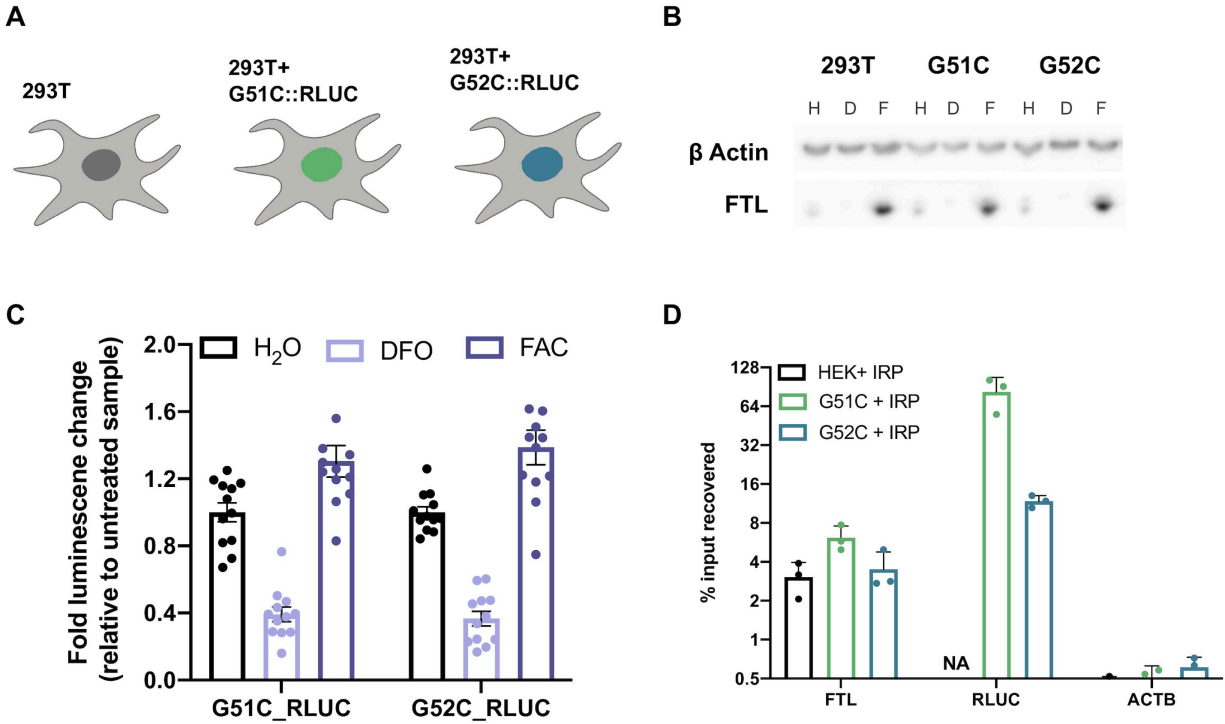 A
293T
293T+
G51C::RLUC
293T+
G52C::RLUC
B
293T G51C G52C
H D F H D F H D F
β Actin
FTL
C
Fold luminescene change
(relative to untreated sample)
2.0
1.6
1.2
0.8
0.4
0.0
H2O DFO FAC
G51C_RLUC G52C_RLUC
D
% input recovered
128
64
32
16
8
4
2
1
0.5
HEK+ IRP
G51C + IRP
G52C + IRP
NA
FTL RLUC ACTB